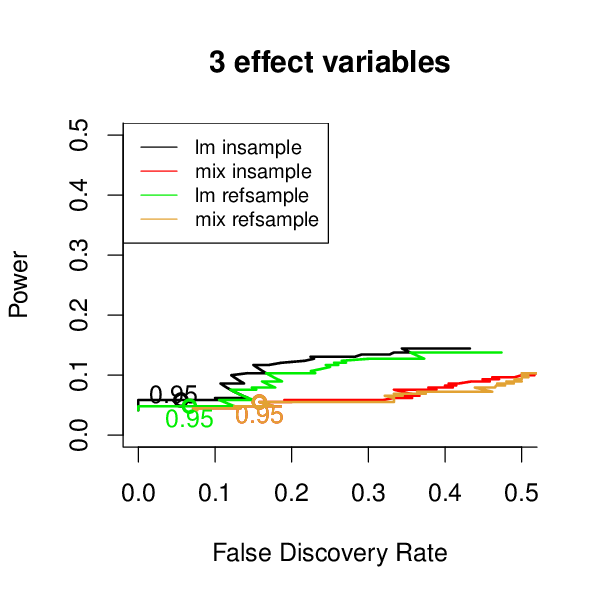 3 effect variables
lm insample
mix insample
lm refsample
mix refsample
Power
0.5
0.4
0.3
0.2
0.1
0.0
0.95
0.95
0.95
0.0 0.1 0.2 0.3 0.4 0.5
False Discovery Rate